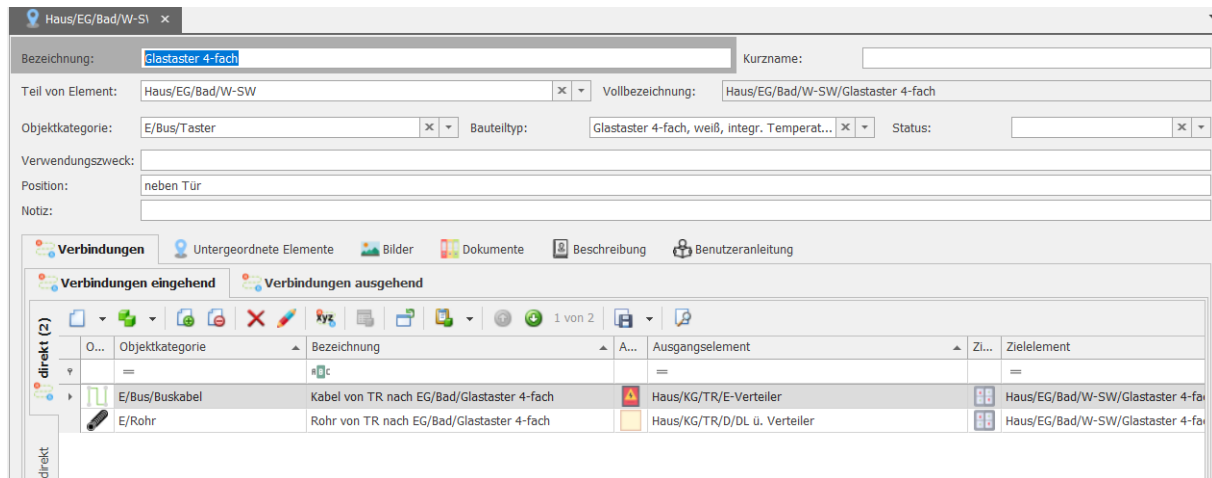 Haus/EG/Bad/W-S\ ×
Bezeichnung: Glastaster 4-fach Kurzname:
Teil von Element: Haus/EG/Bad/W-SW Vollbezeichnung: Haus/EG/Bad/W-SW/Glastaster 4-fach
Objektkategorie: E/Bus/Taster Bauteiltyp: Glastaster 4-fach, weiß, integr. Temperat... Status:
Verwendungszweck:
Position: neben Tür
Notiz:
Verbindungen Untergeordnete Elemente Bilder Dokumente Beschreibung Benutzeranleitung
Verbindungen eingehend Verbindungen ausgehend
direkt (2)
xyz 1 von 2
O... Objektkategorie Bezeichnung A... Ausgangselement Zi... Zielelement
= ABC = =
E/Bus/Buskabel Kabel von TR nach EG/Bad/Glastaster 4-fach Haus/KG/TR/E-Verteiler Haus/EG/Bad/W-SW/Glastaster 4-fa
E/Rohr Rohr von TR nach EG/Bad/Glastaster 4-fach Haus/KG/TR/D/DL ü. Verteiler Haus/EG/Bad/W-SW/Glastaster 4-fa
direkt